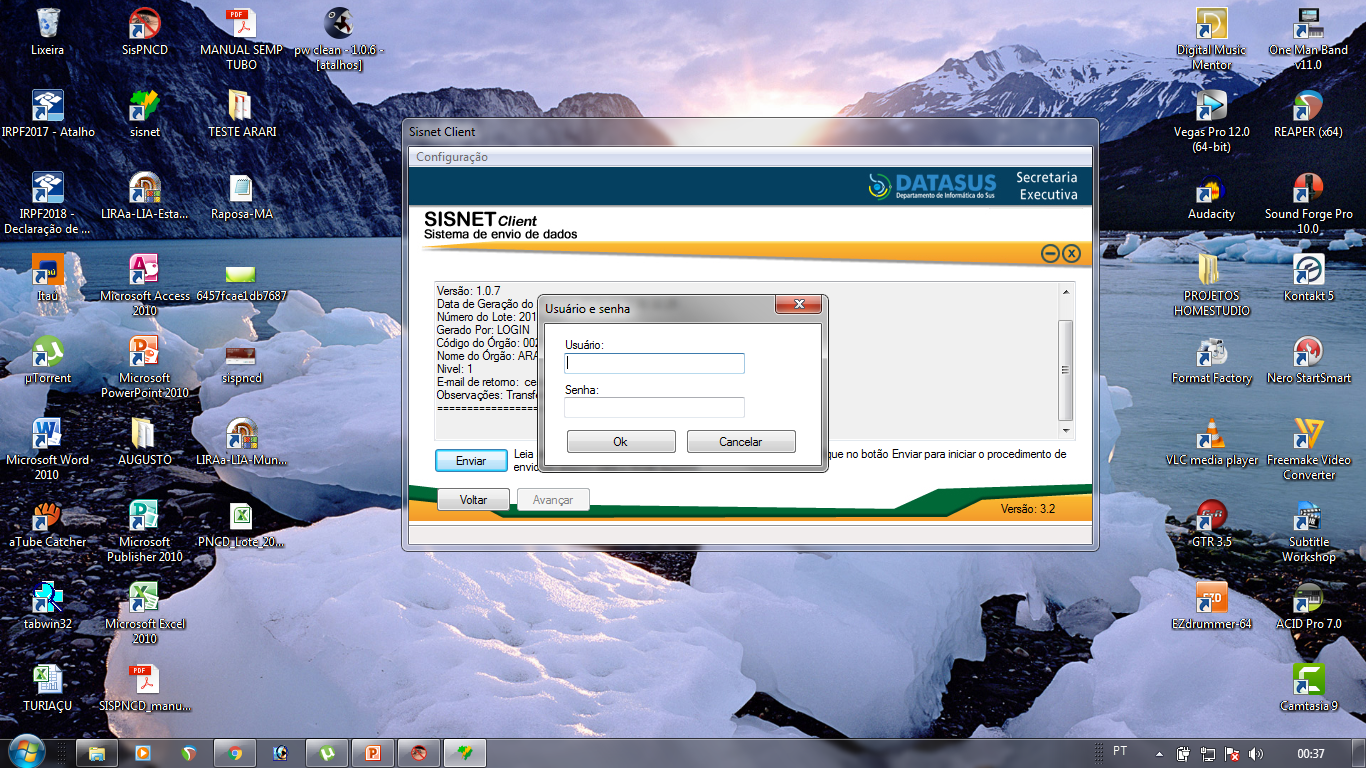 Lixeira
SisPNCD
MANUAL SEMP
TUBO
PDF
pw clean - 1.0.6 -
[atalhos]
Digital Music
Mentor
One Man Band
v11.0
IRPF2017 - Atalho
sisnet
TESTE ARARI
Vegas Pro 12.0
(64-bit)
REAPER (x64)
IRPF2018 -
Declaração de ...
LIRAa-LIA-Esta...
Raposa-MA
Audacity
Sound Forge Pro
10.0
Itaú
Microsoft Access
2010
6457fcae1db7687
PROJETOS
HOMESTUDIO
Kontakt 5
µTorrent
Microsoft
PowerPoint 2010
sispncd
Format Factory
Nero StartSmart
Microsoft Word
2010
AUGUSTO
LIRAa-LIA-Mun...
VLC media player
Freemake Video
Converter
aTube Catcher
Microsoft
Publisher 2010
PNCD_Lote_20...
GTR 3.5
Subtitle
Workshop
tabwin32
Microsoft Excel
2010
EZD
EZdrummer-64
ACID Pro 7.0
TURIAÇU
PDF
SISPNCD_manu...
Camtasia 9
Sisnet Client
Configuração
DATASUS
Departamento de Informática do Sus
Secretaria
Executiva
SISNET Client
Sistema de envio de dados
Versão: 1.0.7
Data de Geração do
Número do Lote: 201
Gerado Por: LOGIN
Código do Órgão: 002
Nome do Órgão: ARA
Nivel: 1
E-mail de retorno: ce
Observações: Transfe
=================
Usuário e senha
Usuário:
Senha:
Ok
Cancelar
Enviar
Leia
que no botão Enviar para iniciar o procedimento de
envio
Voltar
Avançar
Versão: 3.2
PT
00:37